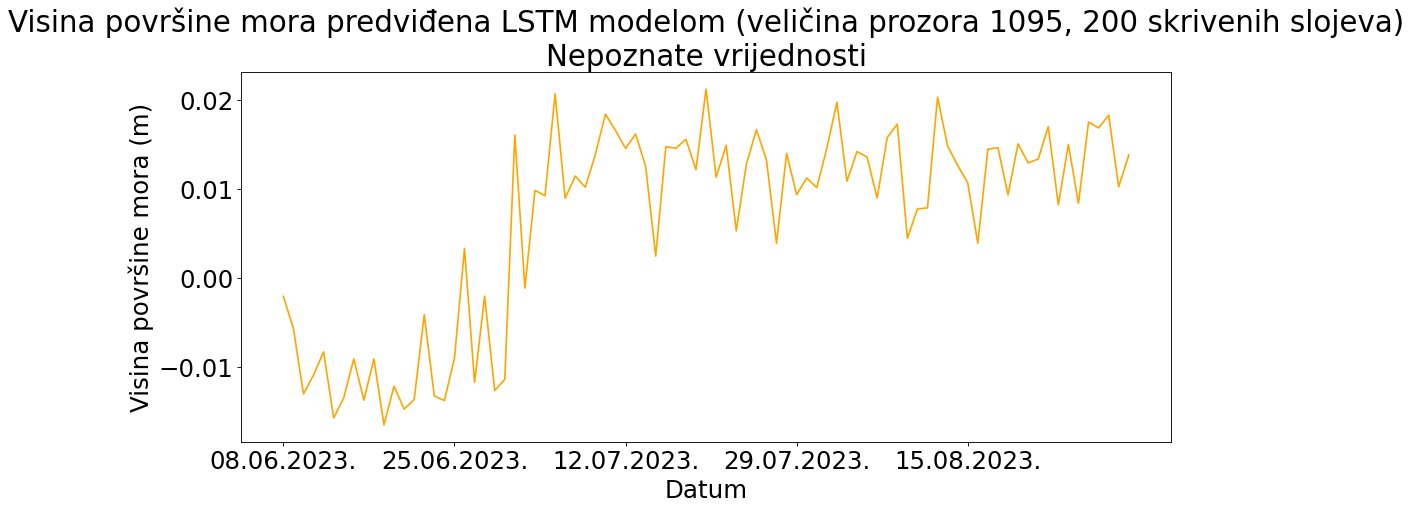 Visina površine mora predviđena LSTM modelom (veličina prozora 1095, 200 skrivenih slojeva)
Nepoznate vrijednosti
Visina površine mora (m)
0.02
0.01
0.00
−0.01
08.06.2023.
25.06.2023.
12.07.2023.
29.07.2023.
15.08.2023.
Datum